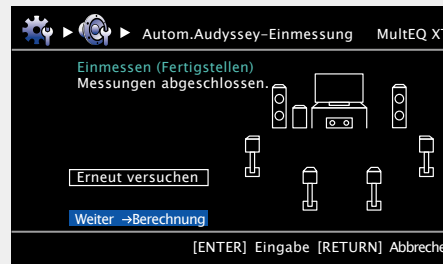 Autom.Audyssey-Einmessung MultEQ XT
Einmessen (Fertigstellen)
Messungen abgeschlossen.
Erneut versuchen
Weiter →Berechnung
[ENTER] Eingabe [RETURN] Abbreche